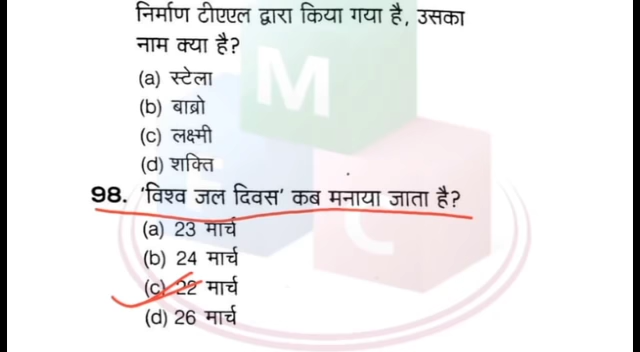 निर्माण टीएएल द्वारा किया गया है, उसका
नाम क्या है?
(a) स्टेला
(b) बाब्रो
(c) लक्ष्मी
(d) शक्ति
98. 'विश्व जल दिवस' कब मनाया जाता है?
(a) 23 मार्च
(b) 24 मार्च
(c) 22 मार्च
(d) 26 मार्च
M
E
C